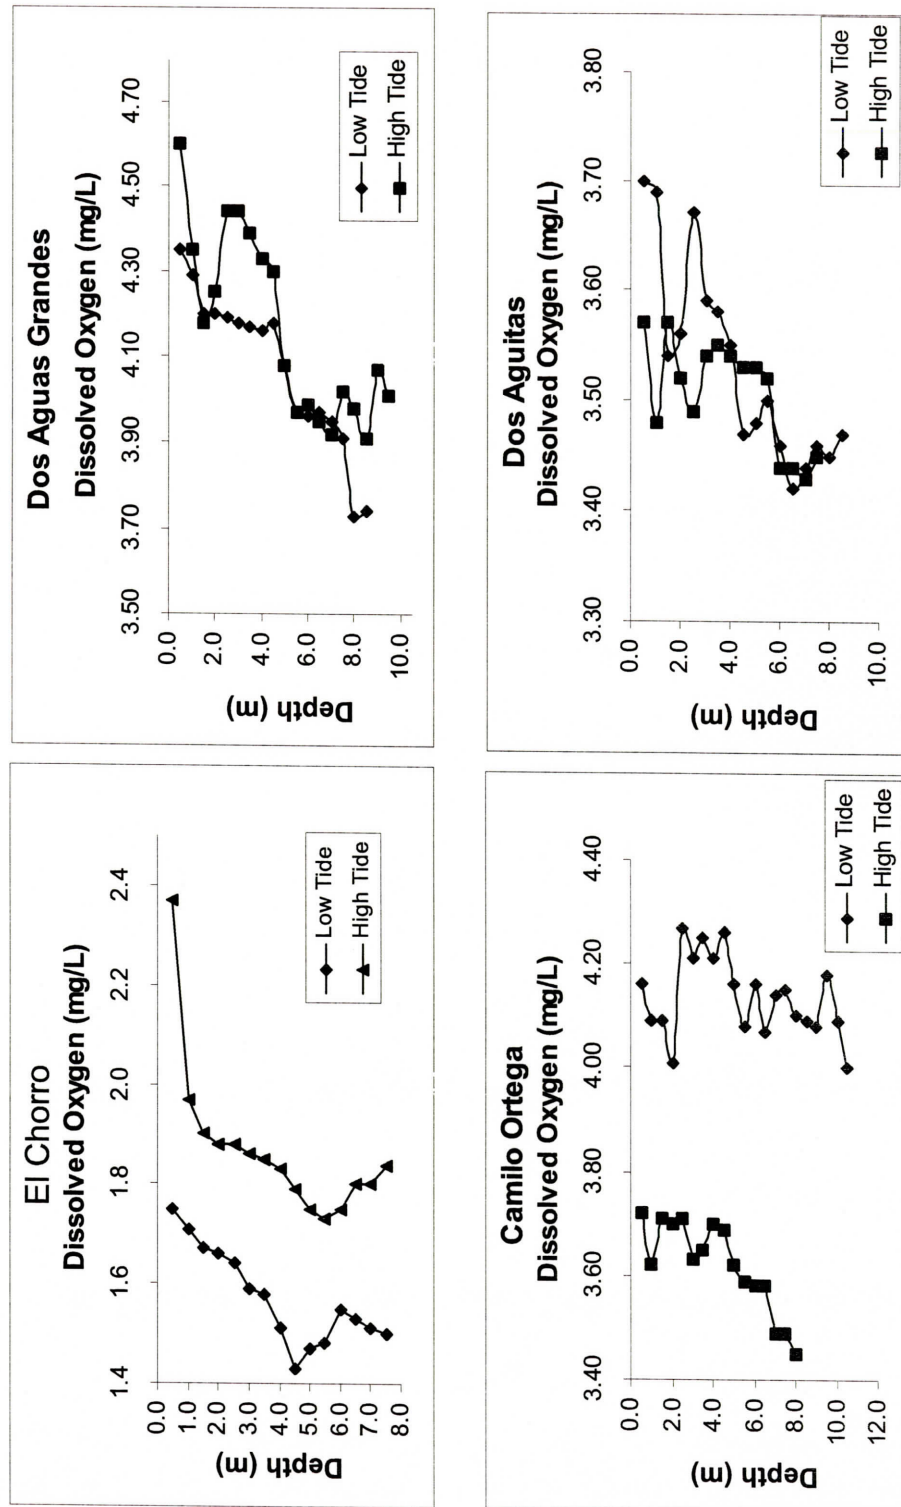 El Chorro
Dissolved Oxygen (mg/L)
1.4 1.6 1.8 2.0 2.2 2.4
0.0
1.0
2.0
3.0
4.0
5.0
6.0
7.0
8.0
Depth (m)
Low Tide
High Tide
Dos Aguas Grandes
Dissolved Oxygen (mg/L)
3.50 3.70 3.90 4.10 4.30 4.50 4.70
0.0
2.0
4.0
6.0
8.0
10.0
Depth (m)
Low Tide
High Tide
Camilo Ortega
Dissolved Oxygen (mg/L)
3.40 3.60 3.80 4.00 4.20 4.40
0.0
2.0
4.0
6.0
8.0
10.0
12.0
Depth (m)
Low Tide
High Tide
Dos Aguitas
Dissolved Oxygen (mg/L)
3.30 3.40 3.50 3.60 3.70 3.80
0.0
2.0
4.0
6.0
8.0
10.0
Depth (m)
Low Tide
High Tide